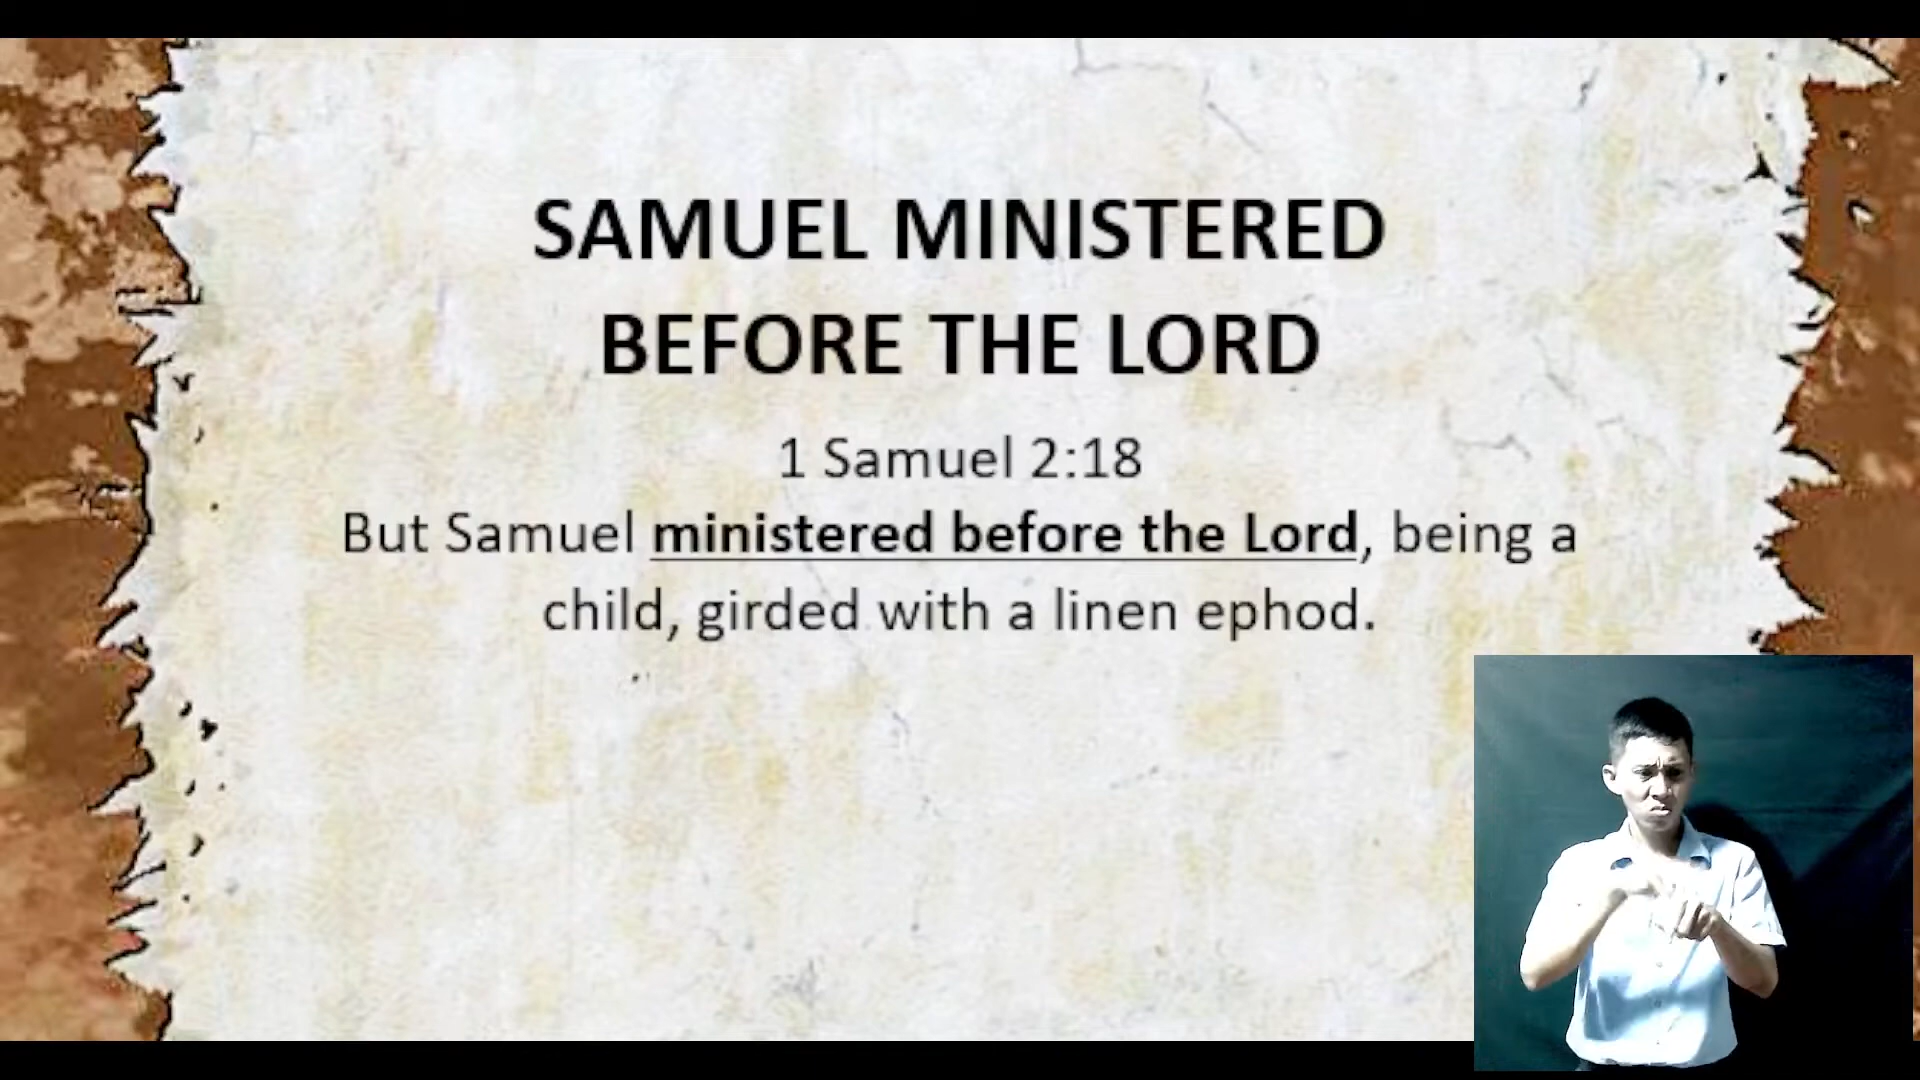 SAMUEL MINISTERED
BEFORE THE LORD
1 Samuel 2:18
But Samuel ministered before the Lord, being a
child, girded with a linen ephod.